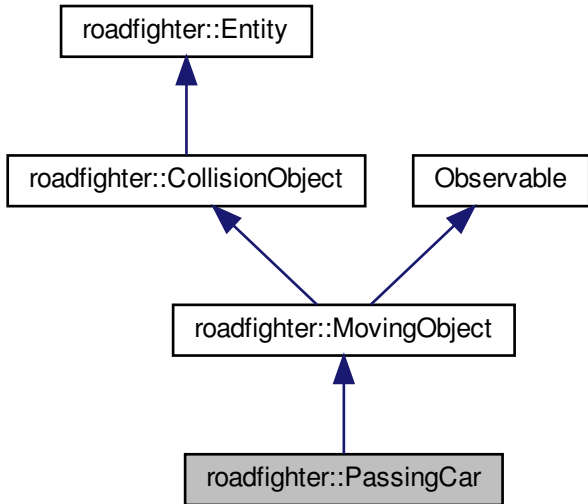 roadfighter::Entity
roadfighter::CollisionObject
Observable
roadfighter::MovingObject
roadfighter::PassingCar